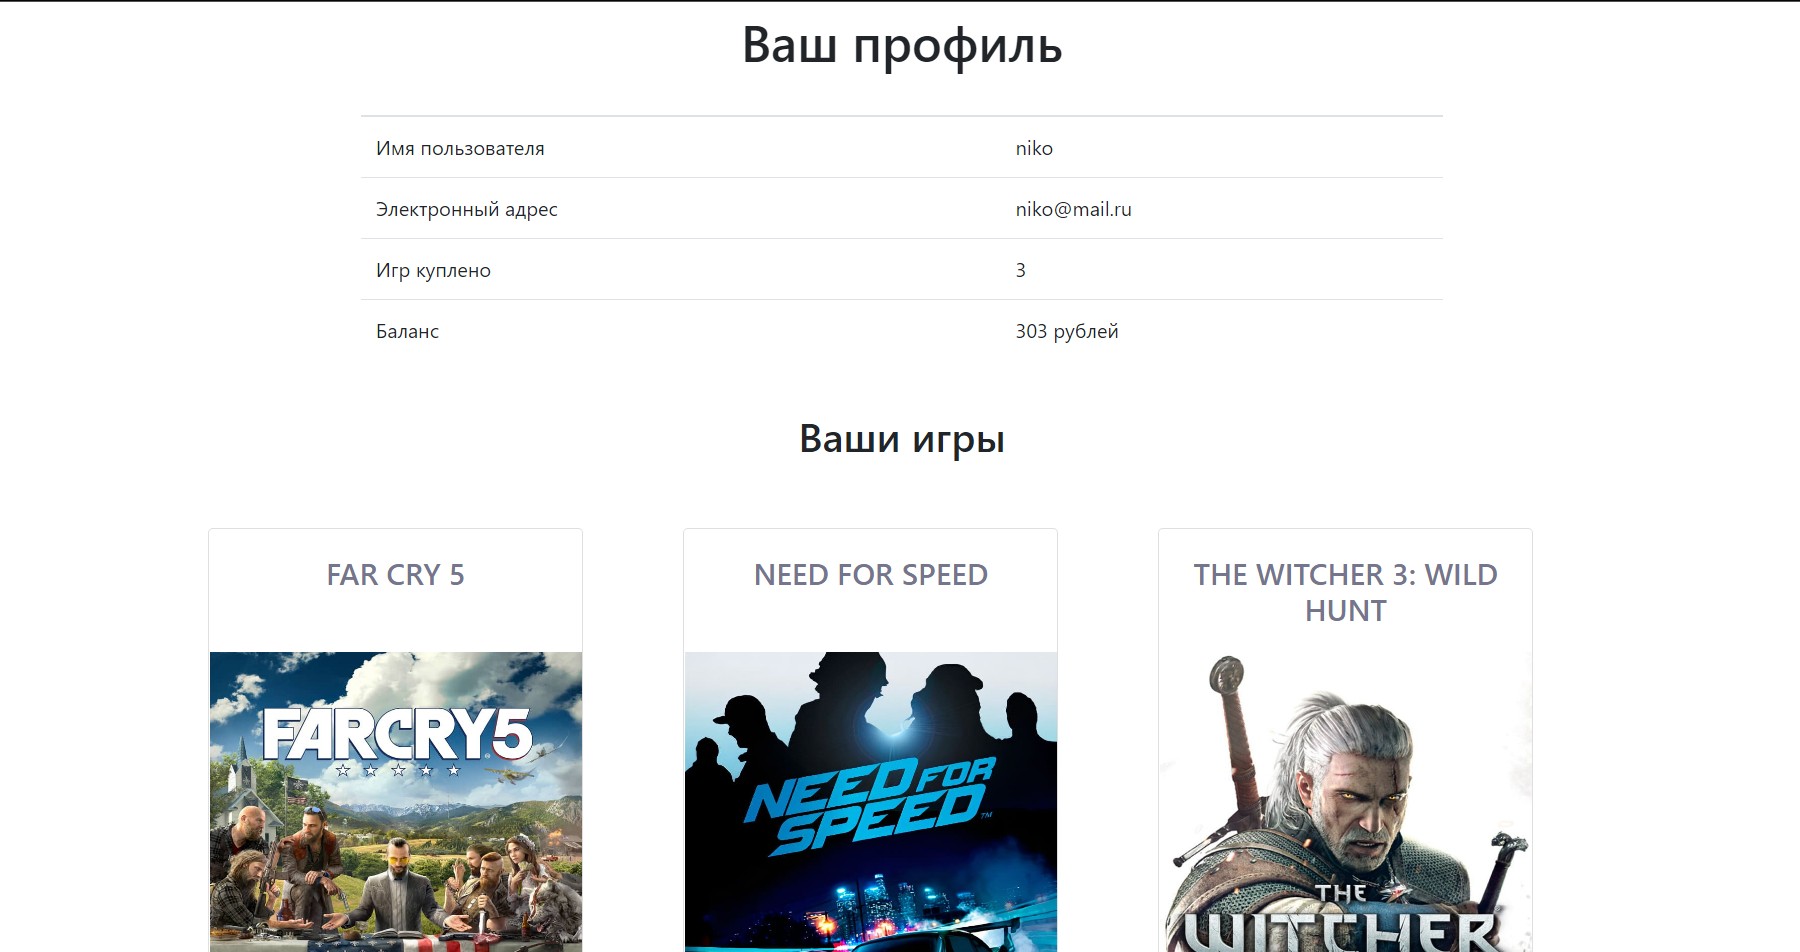 Ваш профиль
Имя пользователя niko
Электронный адрес niko@mail.ru
Игр куплено 3
Баланс 303 рублей
Ваши игры
FAR CRY 5
FARCRY5
NEED FOR SPEED
NEED FOR
SPEED™
THE WITCHER 3: WILD
HUNT
THE
WITCHER